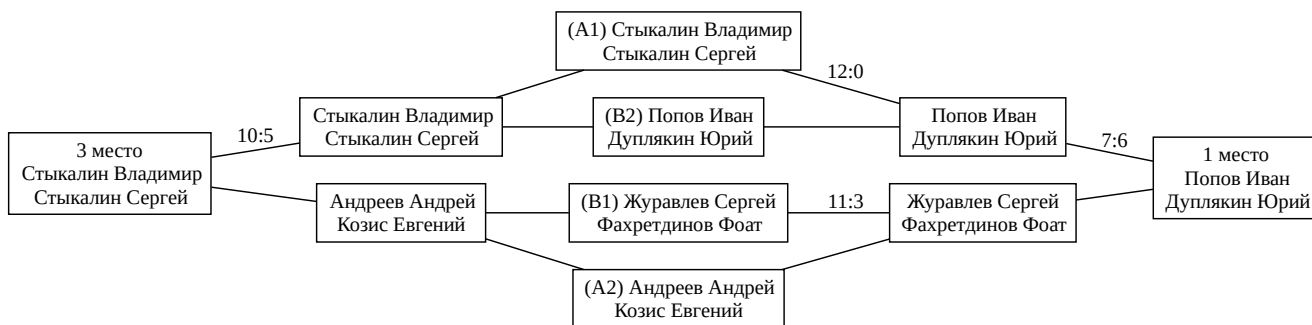 (A1) Стыкалин Владимир
Стыкалин Сергей
12:0
Стыкалин Владимир
Стыкалин Сергей
(B2) Попов Иван
Дуплякин Юрий
Попов Иван
Дуплякин Юрий
10:5
7:6
3 место
Стыкалин Владимир
Стыкалин Сергей
1 место
Попов Иван
Дуплякин Юрий
Андреев Андрей
Козис Евгений
(B1) Журавлев Сергей
Фахретдинов Фоат
11:3
Журавлев Сергей
Фахретдинов Фоат
(A2) Андреев Андрей
Козис Евгений